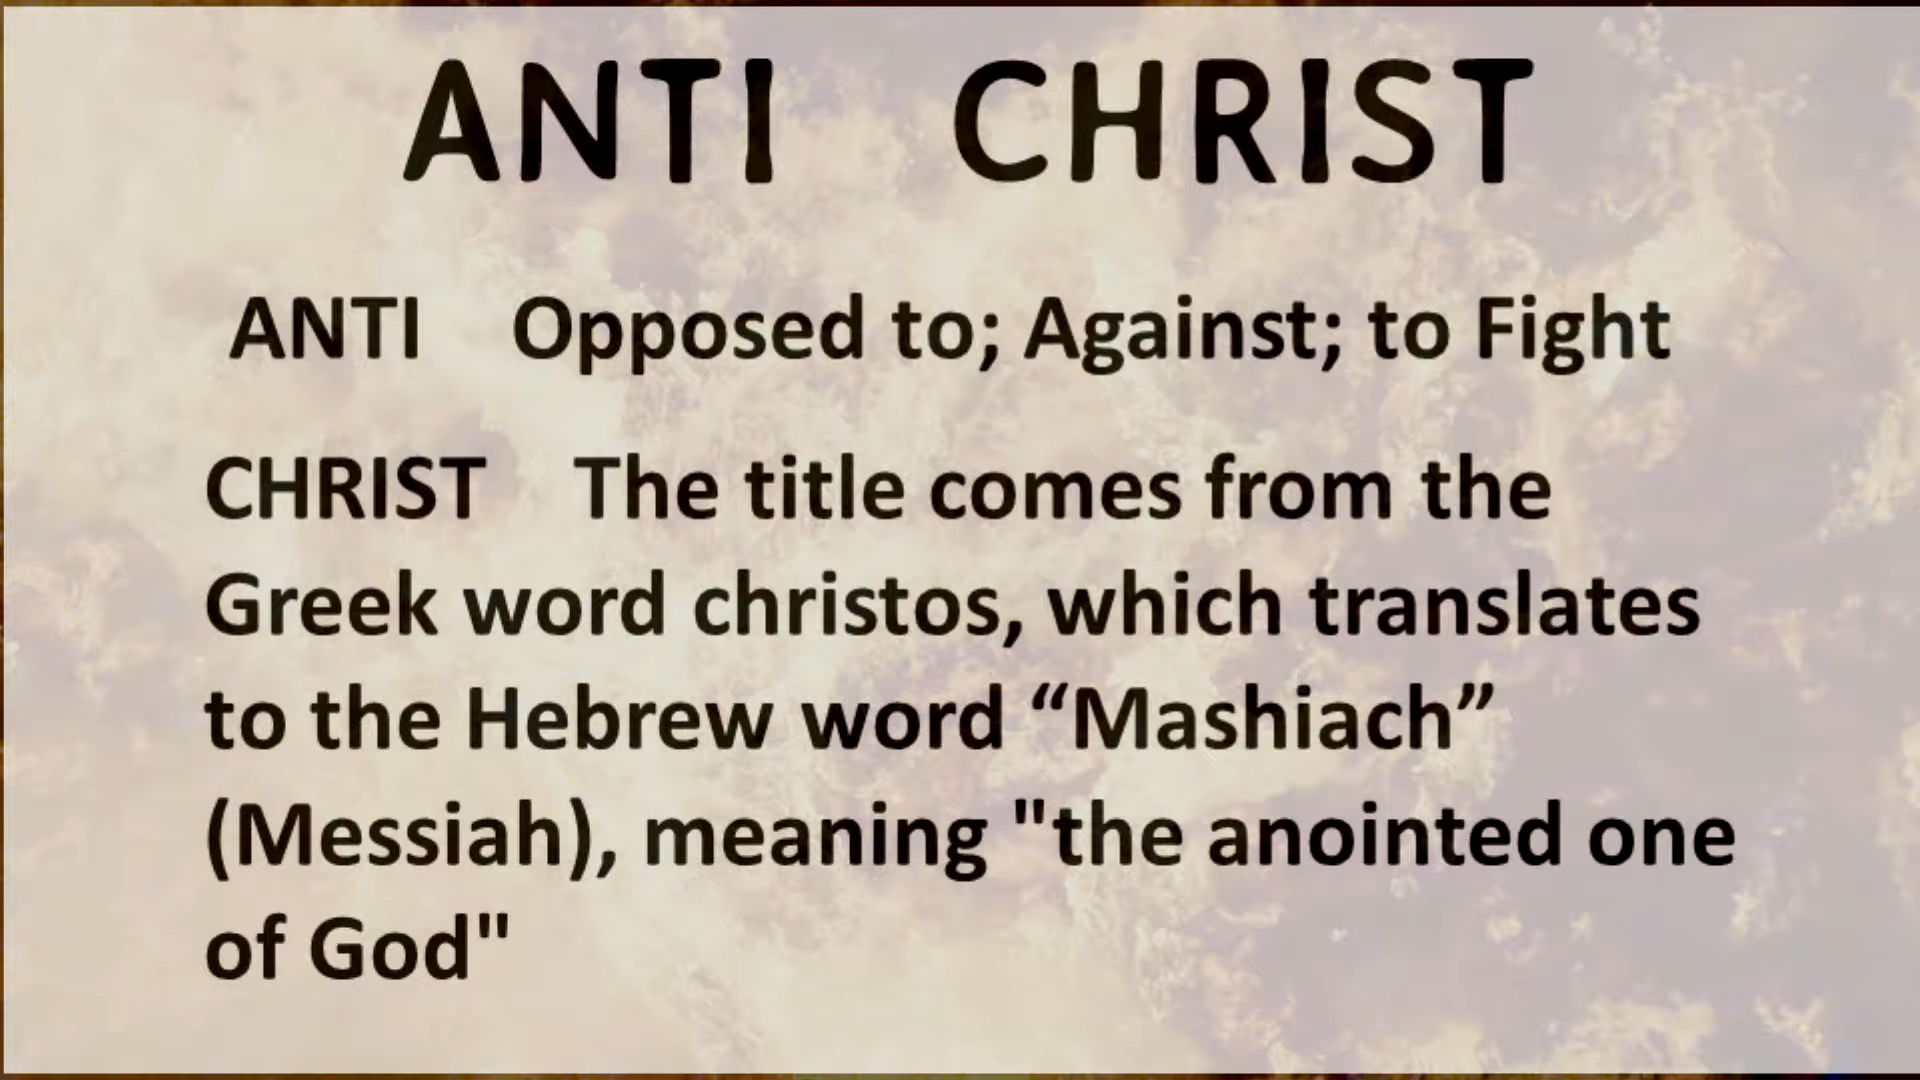 ANTI CHRIST
ANTI Opposed to; Against; to Fight
CHRIST The title comes from the
Greek word christos, which translates
to the Hebrew word “Mashiach”
(Messiah), meaning "the anointed one
of God"